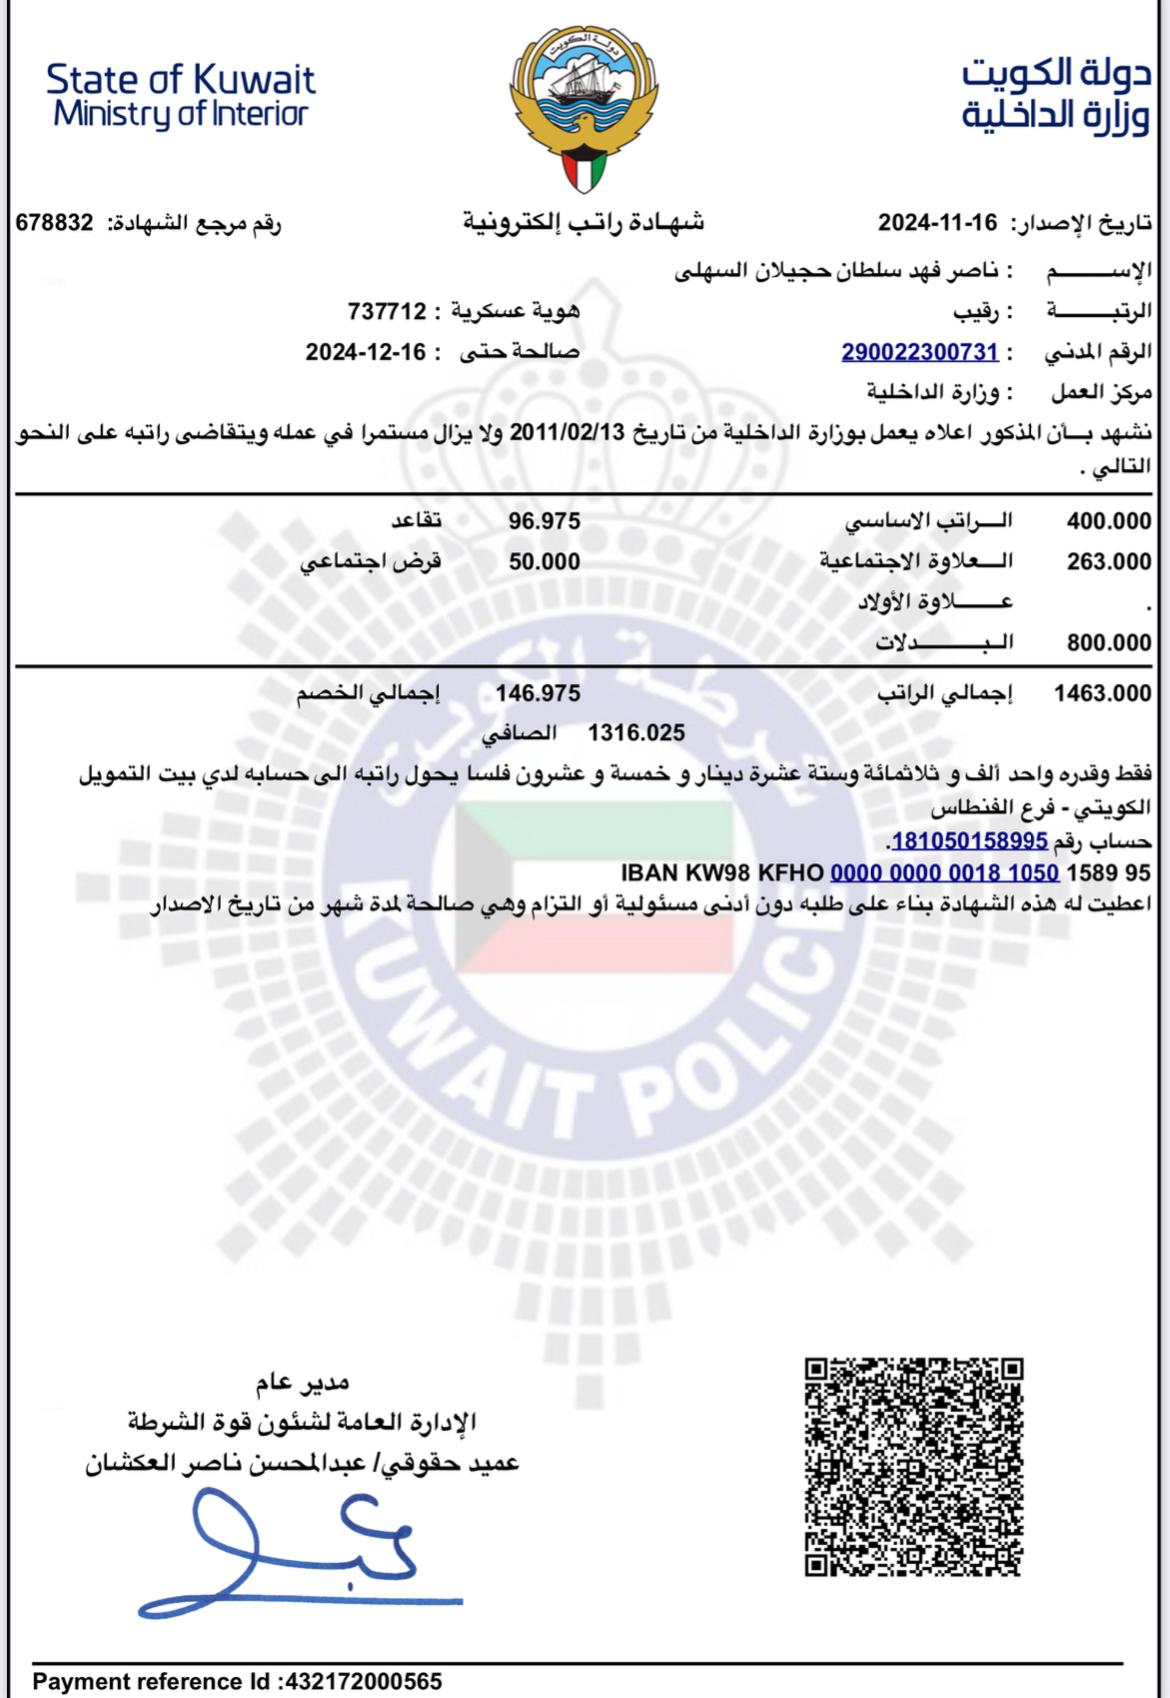 State of Kuwait
Ministry of Interior
دولة الكويت
دولة الكويت
وزارة الداخلية
تاريخ الإصدار: 2024-11-16 شهادة راتب إلكترونية رقم مرجع الشهادة: 678832
الإســـــم : ناصر فهد سلطان حجيلان السهلى
الرتبـــــة : رقيب هوية عسكرية : 737712
الرقم المدني : 290022300731 صالحة حتى : 2024-12-16
مركز العمل : وزارة الداخلية
نشهد بــأن المذكور اعلاه يعمل بوزارة الداخلية من تاريخ 2011/02/13 ولا يزال مستمرا في عمله ويتقاضى راتبه على النحو
التالي .
400.000 الـــراتب الاساسي 96.975 تقاعد
263.000 الــعلاوة الاجتماعية 50.000 قرض اجتماعي
. عــــلاوة الأولاد
800.000 البـــــــدلات
1463.000 إجمالي الراتب 146.975 إجمالي الخصم
1316.025 الصافي
فقط وقدره واحد ألف و ثلاثمائة وستة عشرة دينار و خمسة و عشرون فلسا يحول راتبه الى حسابه لدي بيت التمويل
الكويتي - فرع الفنطاس
حساب رقم 181050158995.
IBAN KW98 KFHO 0000 0000 0018 1050 1589 95
اعطيت له هذه الشهادة بناء على طلبه دون أدنى مسئولية أو التزام وهي صالحة لمدة شهر من تاريخ الاصدار
شرطة الكويت
KUWAIT POLICE
مدير عام
الإدارة العامة لشئون قوة الشرطة
عميد حقوقي/ عبدالمحسن ناصر العكشان
Payment reference Id :432172000565